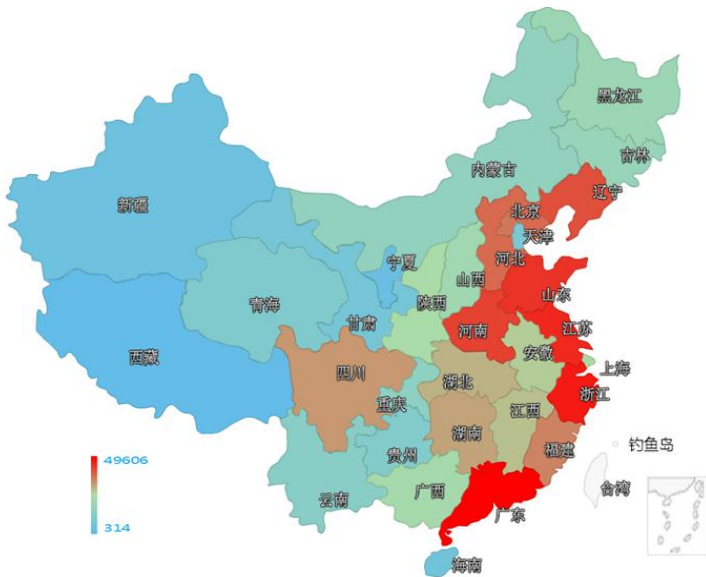 黑龙江
吉林
内蒙古
辽宁
新疆
北京
天津
宁夏
河北
山西
青海
山东
陕西
甘肃
河南
江苏
安徽
西藏
上海
四川
湖北
浙江
重庆
江西
湖南
福建
钓鱼岛
贵州
49606
台湾
广西
云南
广东
314
海南